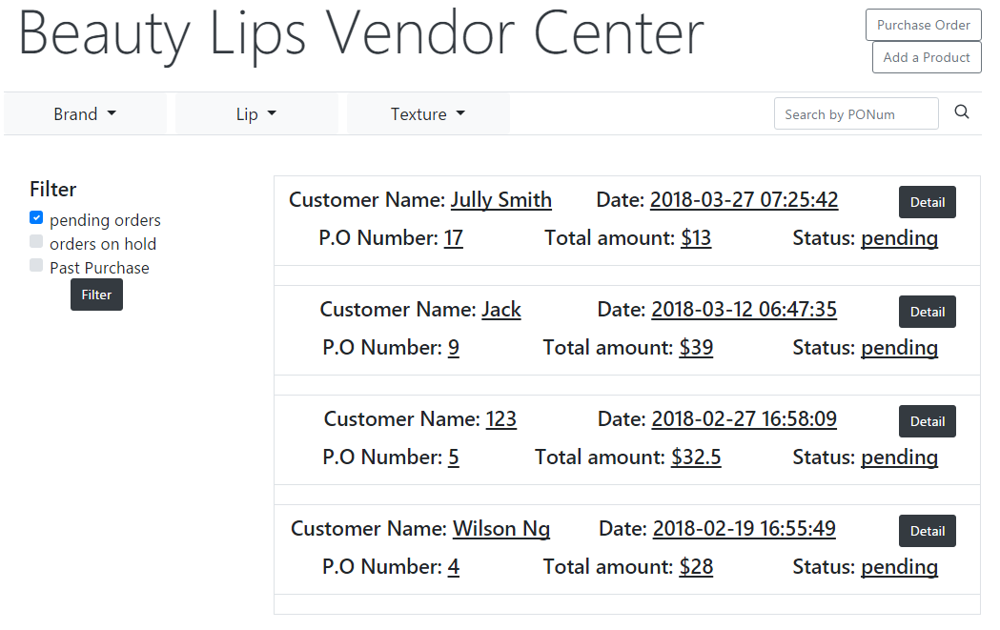 Beauty Lips Vendor Center
Purchase Order
Add a Product
Brand Lip Texture Search by PONum
Filter
pending orders
orders on hold
Past Purchase
Filter
Customer Name: Jully Smith Date: 2018-03-27 07:25:42 Detail
P.O Number: 17 Total amount: $13 Status: pending
Customer Name: Jack Date: 2018-03-12 06:47:35 Detail
P.O Number: 9 Total amount: $39 Status: pending
Customer Name: 123 Date: 2018-02-27 16:58:09 Detail
P.O Number: 5 Total amount: $32.5 Status: pending
Customer Name: Wilson Ng Date: 2018-02-19 16:55:49 Detail
P.O Number: 4 Total amount: $28 Status: pending